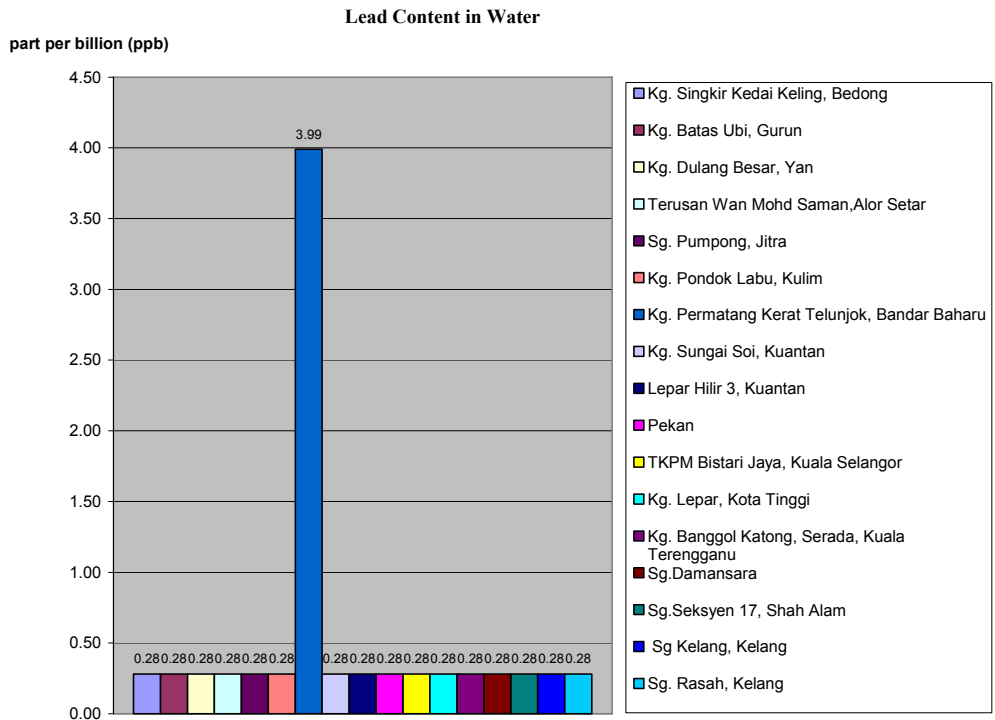 Lead Content in Water
part per billion (ppb)
4.50
4.00
3.50
3.00
2.50
2.00
1.50
1.00
0.50
0.00
3.99
0.28 0.28 0.28 0.28 0.28 0.28 0.28 0.28 0.28 0.28 0.28 0.28 0.28 0.28 0.28
Kg. Singkir Kedai Keling, Bedong
Kg. Batas Ubi, Gurun
Kg. Dulang Besar, Yan
Terusan Wan Mohd Saman,Alor Setar
Sg. Pumpong, Jitra
Kg. Pondok Labu, Kulim
Kg. Permatang Kerat Telunjok, Bandar Baharu
Kg. Sungai Soi, Kuantan
Lepar Hilir 3, Kuantan
Pekan
TKPM Bistari Jaya, Kuala Selangor
Kg. Lepar, Kota Tinggi
Kg. Banggol Katong, Serada, Kuala
Terengganu
Sg.Damansara
Sg.Seksyen 17, Shah Alam
Sg Kelang, Kelang
Sg. Rasah, Kelang